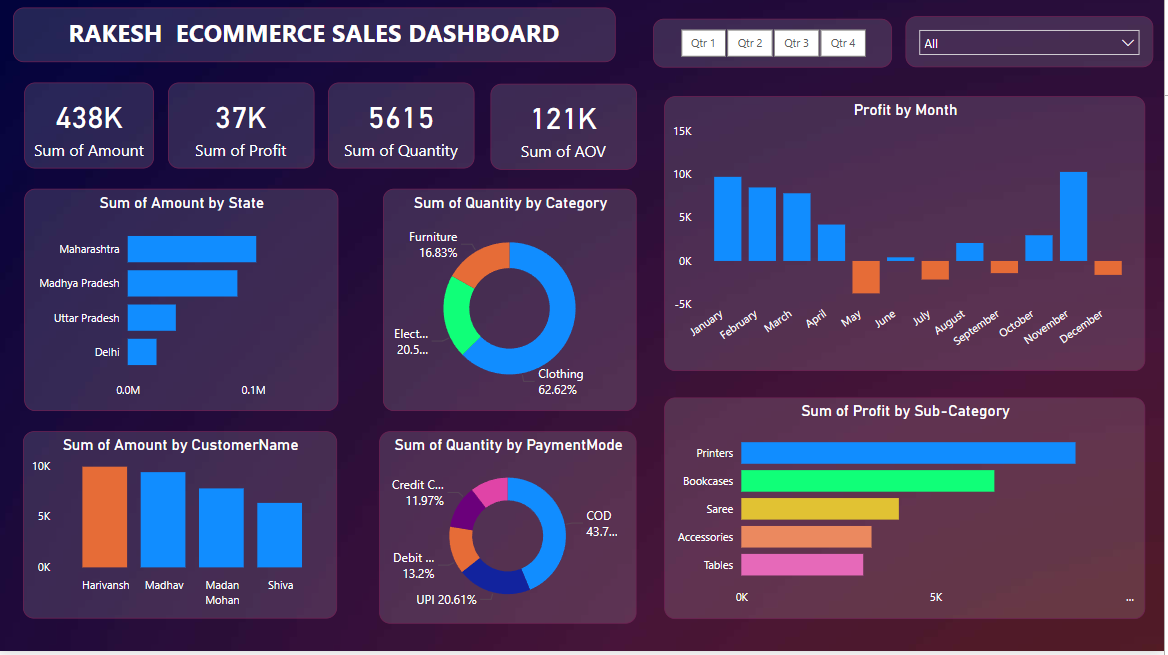 RAKESH  ECOMMERCE SALES DASHBOARD
Qtr 1
Qtr 2
Qtr 3
Qtr 4
All
438K
Sum of Amount
37K
Sum of Profit
5615
Sum of Quantity
121K
Sum of AOV
Profit by Month
15K
10K
5K
0K
-5K
January
February
March
April
May
June
July
August
September
October
November
December
Sum of Amount by State
Maharashtra
Madhya Pradesh
Uttar Pradesh
Delhi
0.0M
0.1M
Sum of Quantity by Category
Furniture
16.83%
Elect...
20.5...
Clothing
62.62%
Sum of Profit by Sub-Category
Printers
Bookcases
Saree
Accessories
Tables
0K
5K
...
Sum of Amount by CustomerName
10K
5K
0K
Harivansh
Madhav
Madan
Mohan
Shiva
Sum of Quantity by PaymentMode
Credit C...
11.97%
COD
43.7...
Debit ...
13.2%
UPI 20.61%